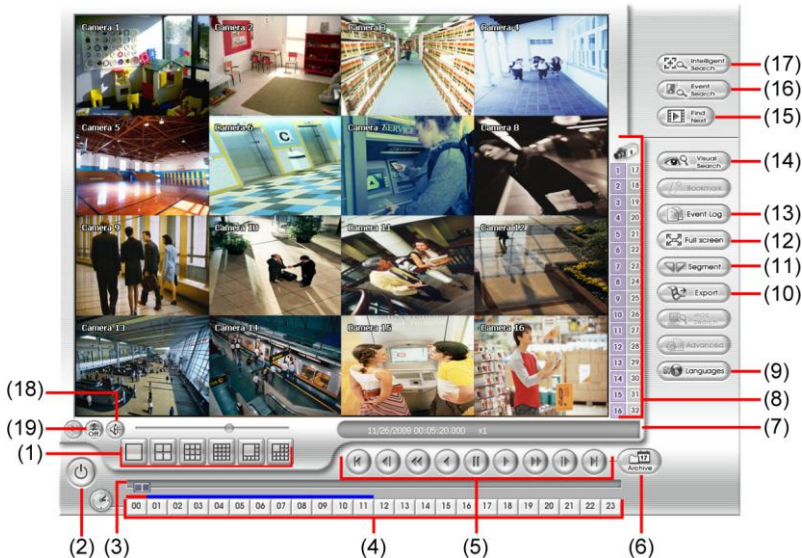 Camera 1 Camera 2 Camera 3 Camera 4
Intelligent Search (17)
Event Search (16)
Find Next (15)
Camera 5 Camera 6 Camera 7 SERVICE Camera 8
C
Visual Search (14)
Bookmark
Event Log (13)
Full screen (12)
Segment (11)
Export (10)
Advanced
Languages (9)
1 17
2 18
3 19
4 20
5 21
6 22
7 23
8 24
9 25
10 26
11 27
12 28
13 29
14 30
15 31
16 32
(8)
Camera 9 Camera 10 Camera 11 Camera 12
Camera 13 Camera 14 Camera 15 Camera 16
(18)
(19) Off
(1)
11/26/2008 00:05:20.800 x1 (7)
Archive
17
00 01 02 03 04 05 06 07 08 09 10 11 12 13 14 15 16 17 18 19 20 21 22 23
(2) (3) (4) (5) (6)